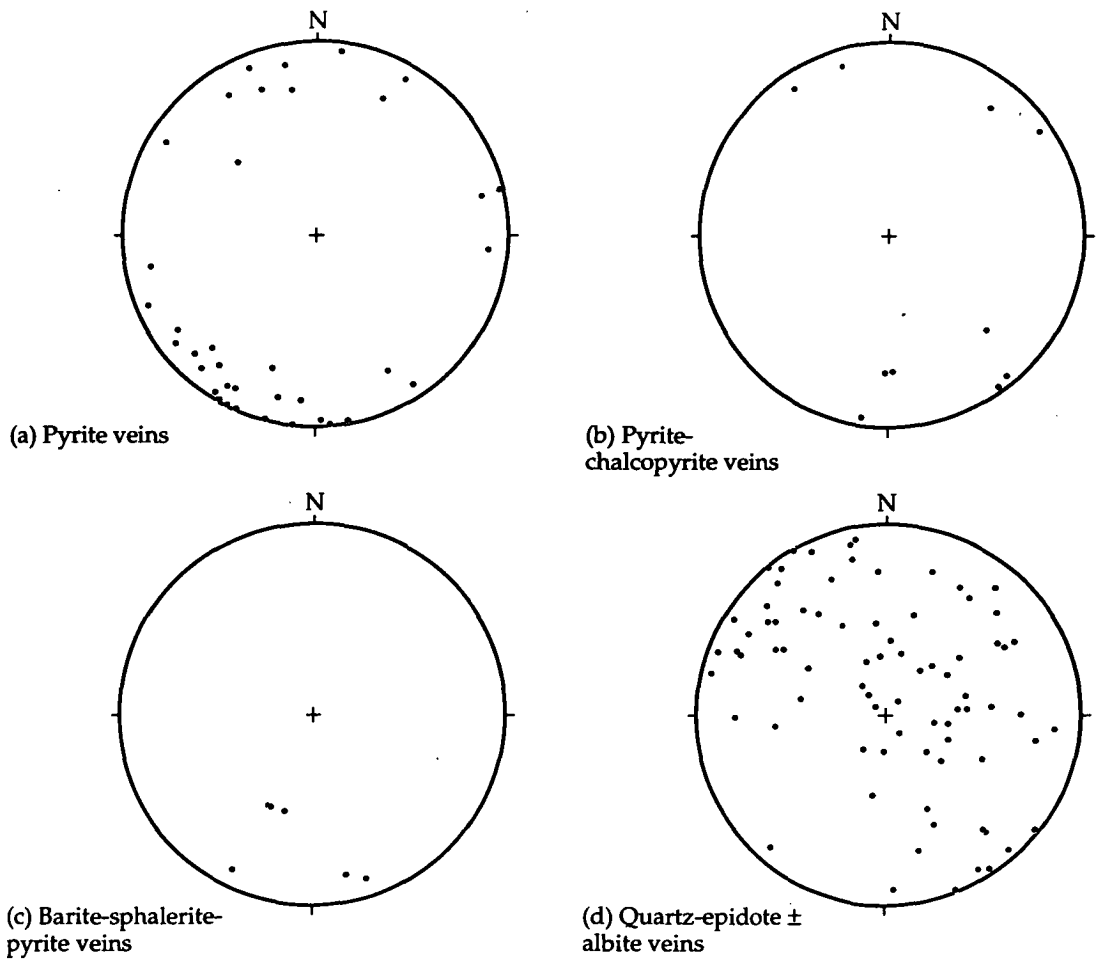 N
N
(a) Pyrite veins
(b) Pyrite-
chalcopyrite veins
N
N
(c) Barite-sphalerite-
pyrite veins
(d) Quartz-epidote ±
albite veins